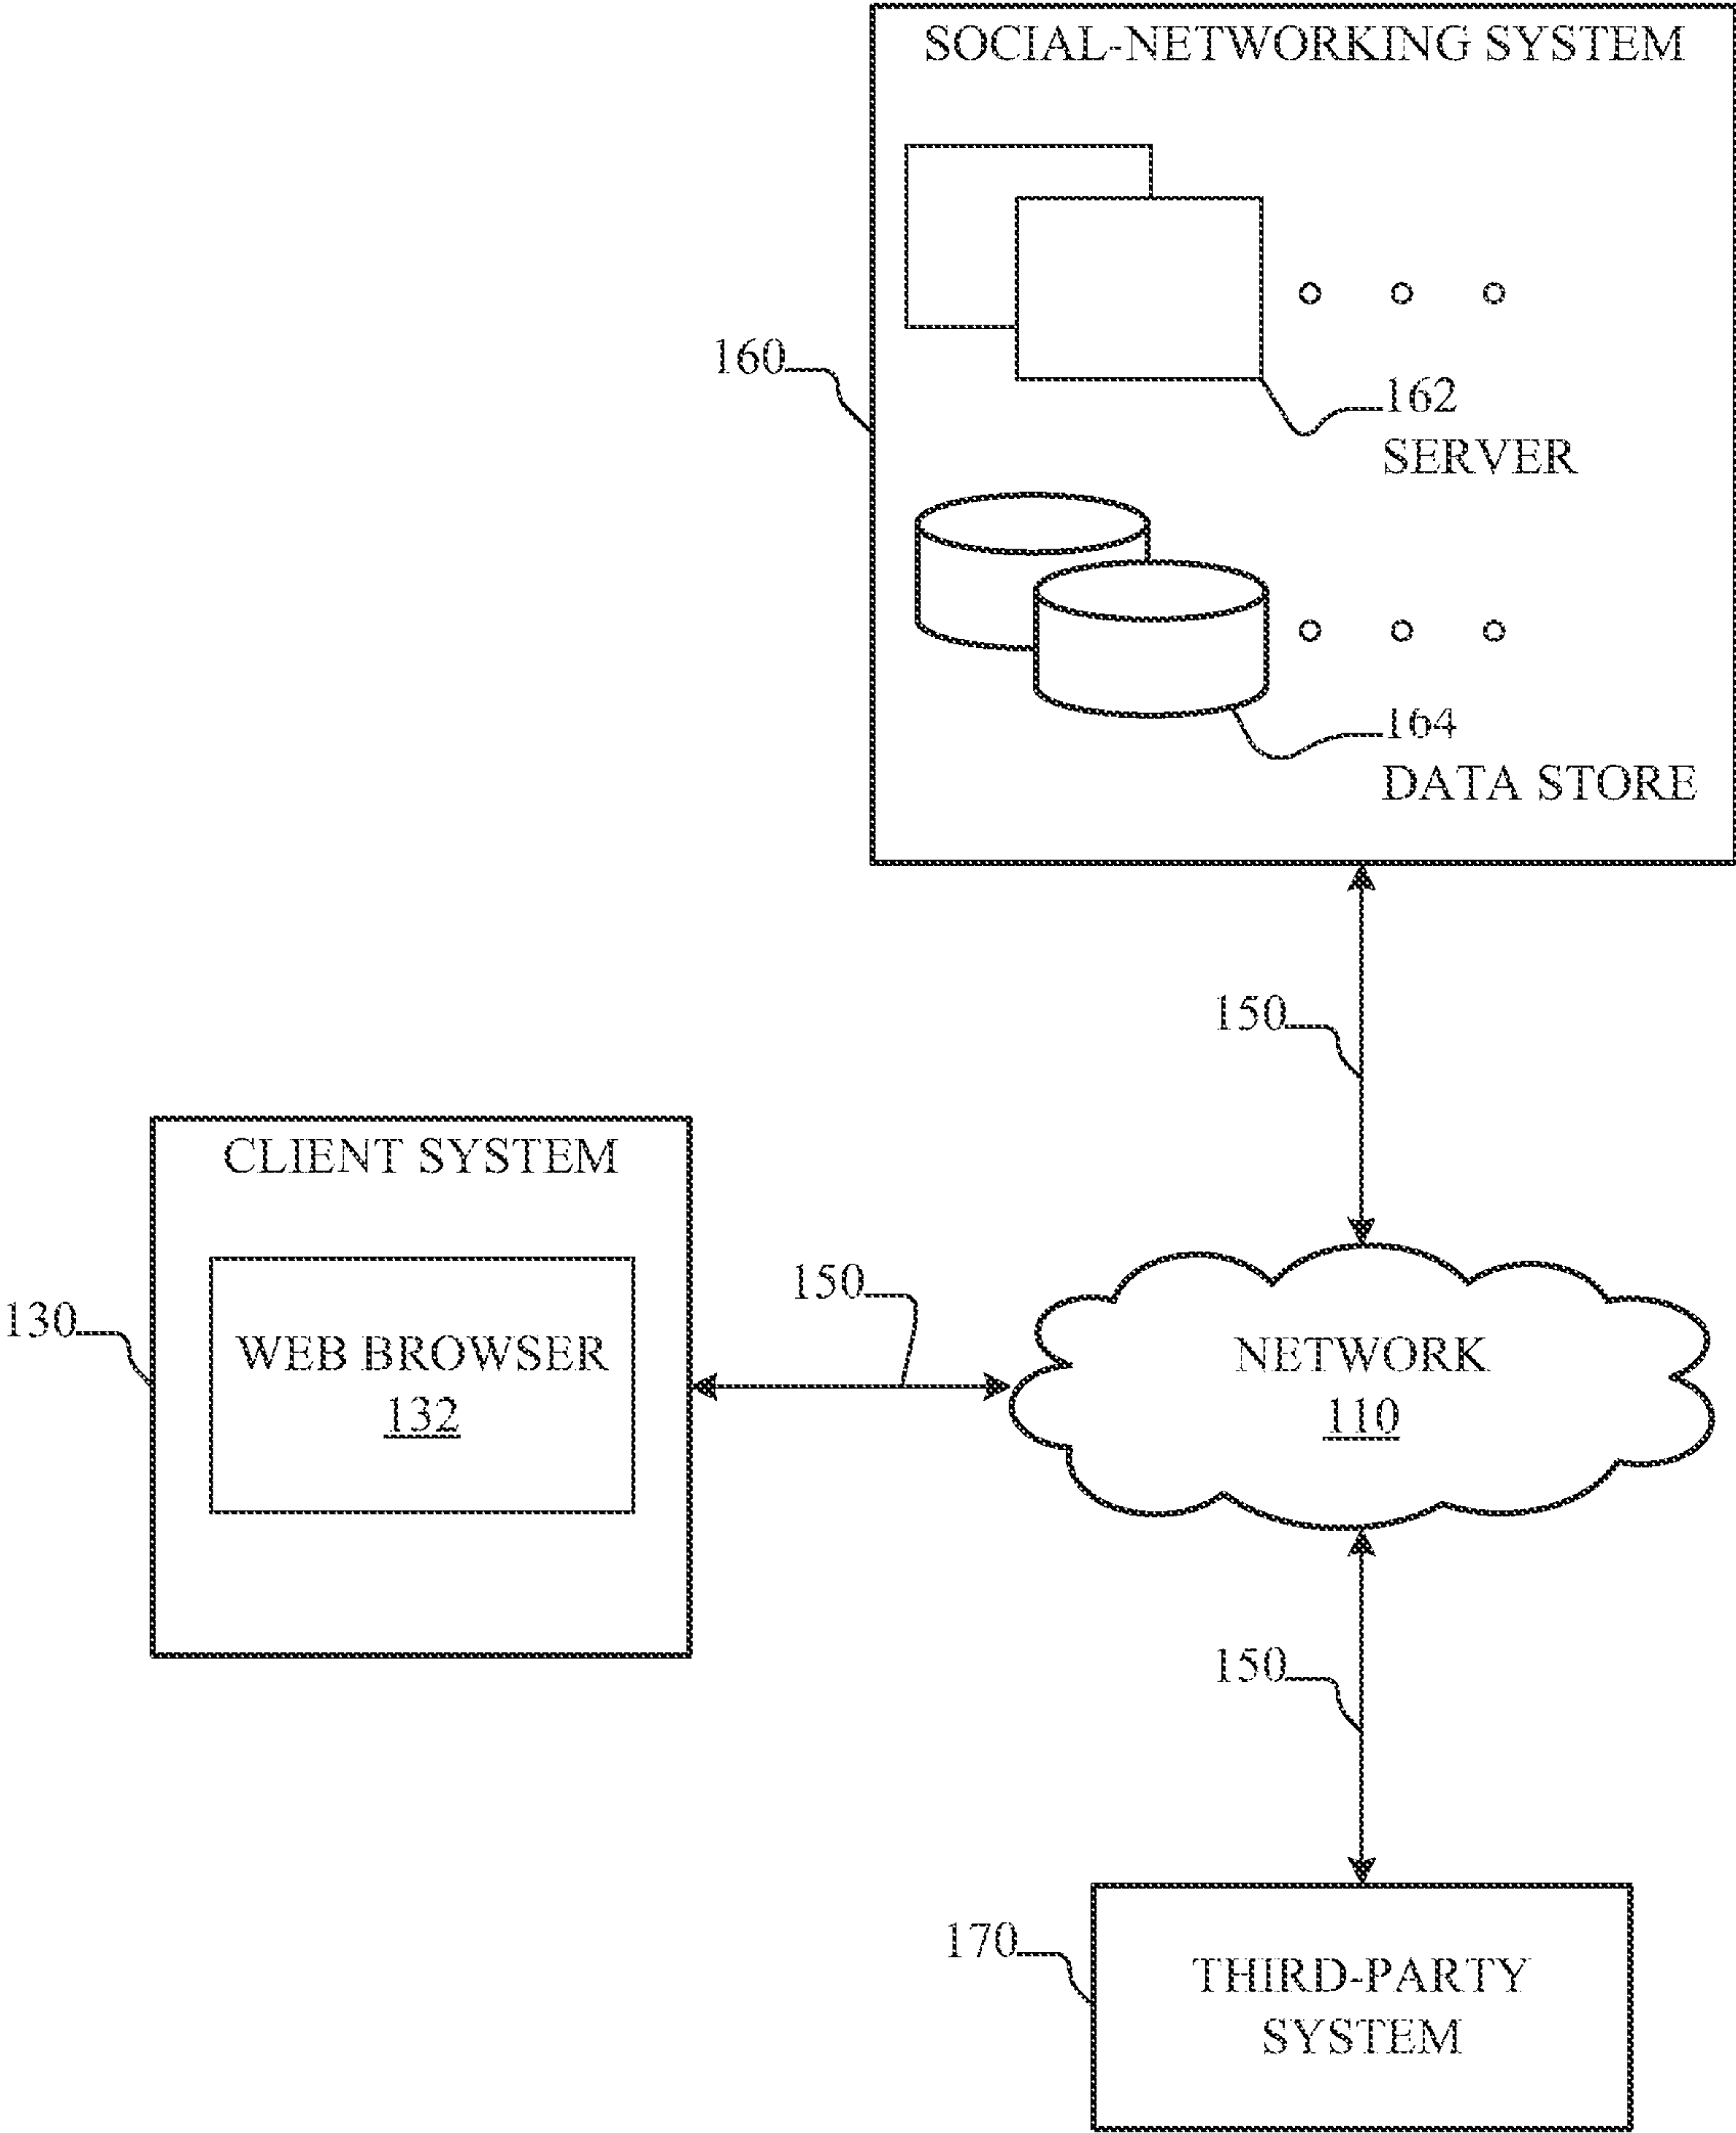 SOCIAL-NETWORKING SYSTEM
160
162
SERVER
164
DATA STORE
150
CLIENT SYSTEM
130
WEB BROWSER
132
150
NETWORK
110
150
170
THIRD-PARTY
SYSTEM